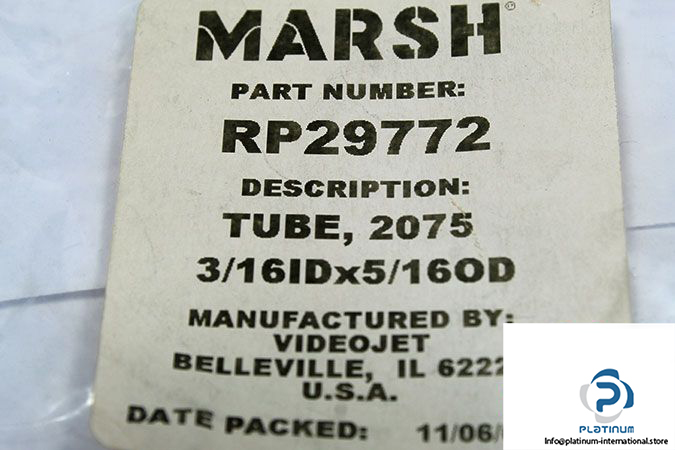 MARSH
PART NUMBER:
RP29772
DESCRIPTION:
TUBE, 2075
3/16IDx5/16OD
MANUFACTURED BY:
VIDEOJET
BELLEVILLE, IL
U.S.A.
DATE PACKED:
PLATINUM
Info@platinum-international.store